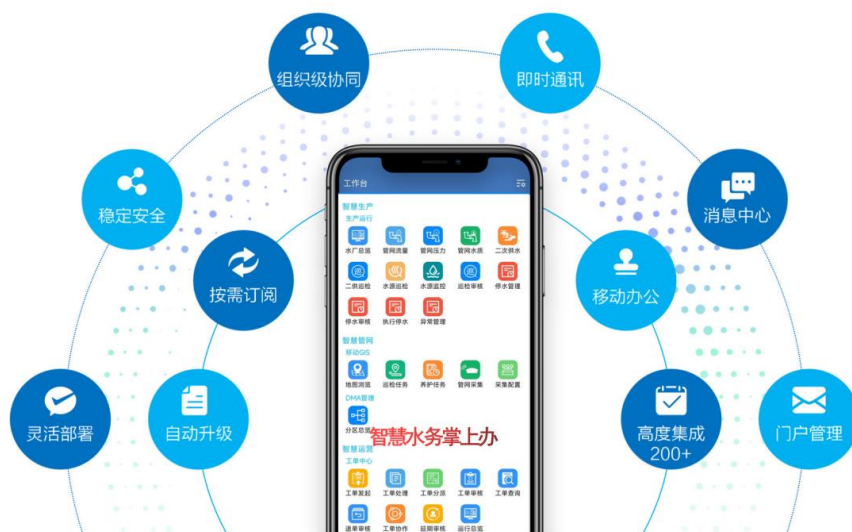 组织级协同
即时通讯
稳定安全
消息中心
按需订阅
移动办公
灵活部署
自动升级
高度集成
200+
门户管理
工作台
智慧生产
生产运行
水厂总览 管网流量 管网压力 管网水质 二次供水
二供巡检 水源巡检 水源监控 巡检审核 停水管理
停水审核 执行停水 异常管理
智慧管网
移动GIS
地图浏览 巡检任务 养护任务 管网采集 采集配置
DMA管理
分区总览
智慧水务掌上办
智慧运营
工单中心
工单发起 工单处理 工单分派 工单审核 工单查询
退单审核 工单协作 延期审核 运行总览